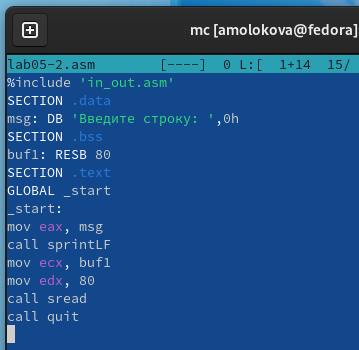 mc [amolokova@fedora]
lab05-2.asm [----] 0 L:[ 1+14 15/
%include 'in_out.asm'
SECTION .data
msg: DB 'Введите строку: ',0h
SECTION .bss
buf1: RESB 80
SECTION .text
GLOBAL _start
_start:
mov eax, msg
call sprintLF
mov ecx, buf1
mov edx, 80
call sread
call quit